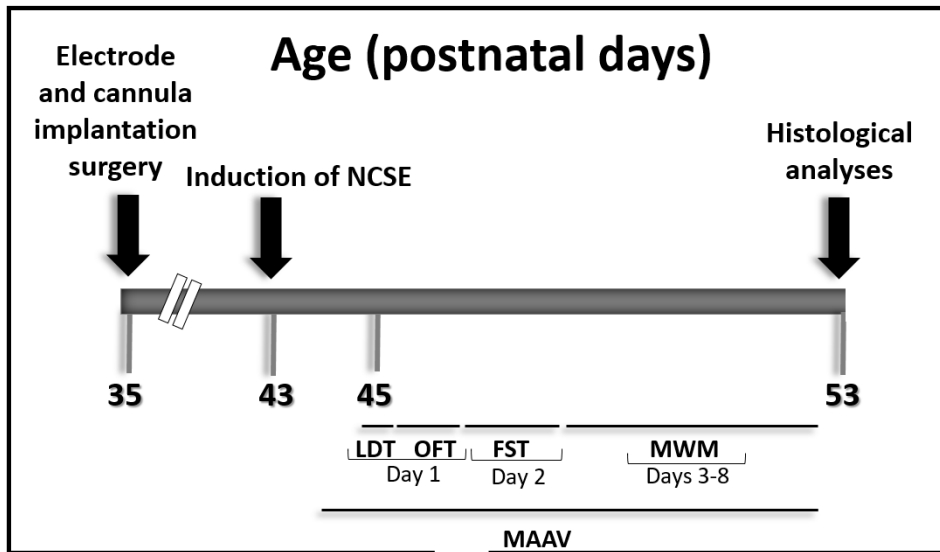 Age (postnatal days)
Electrode
and cannula
implantation
surgery
Induction of NCSE
Histological
analyses
35
43
45
53
LDT OFT FST MWM
Day 1 Day 2 Days 3-8
MAAV